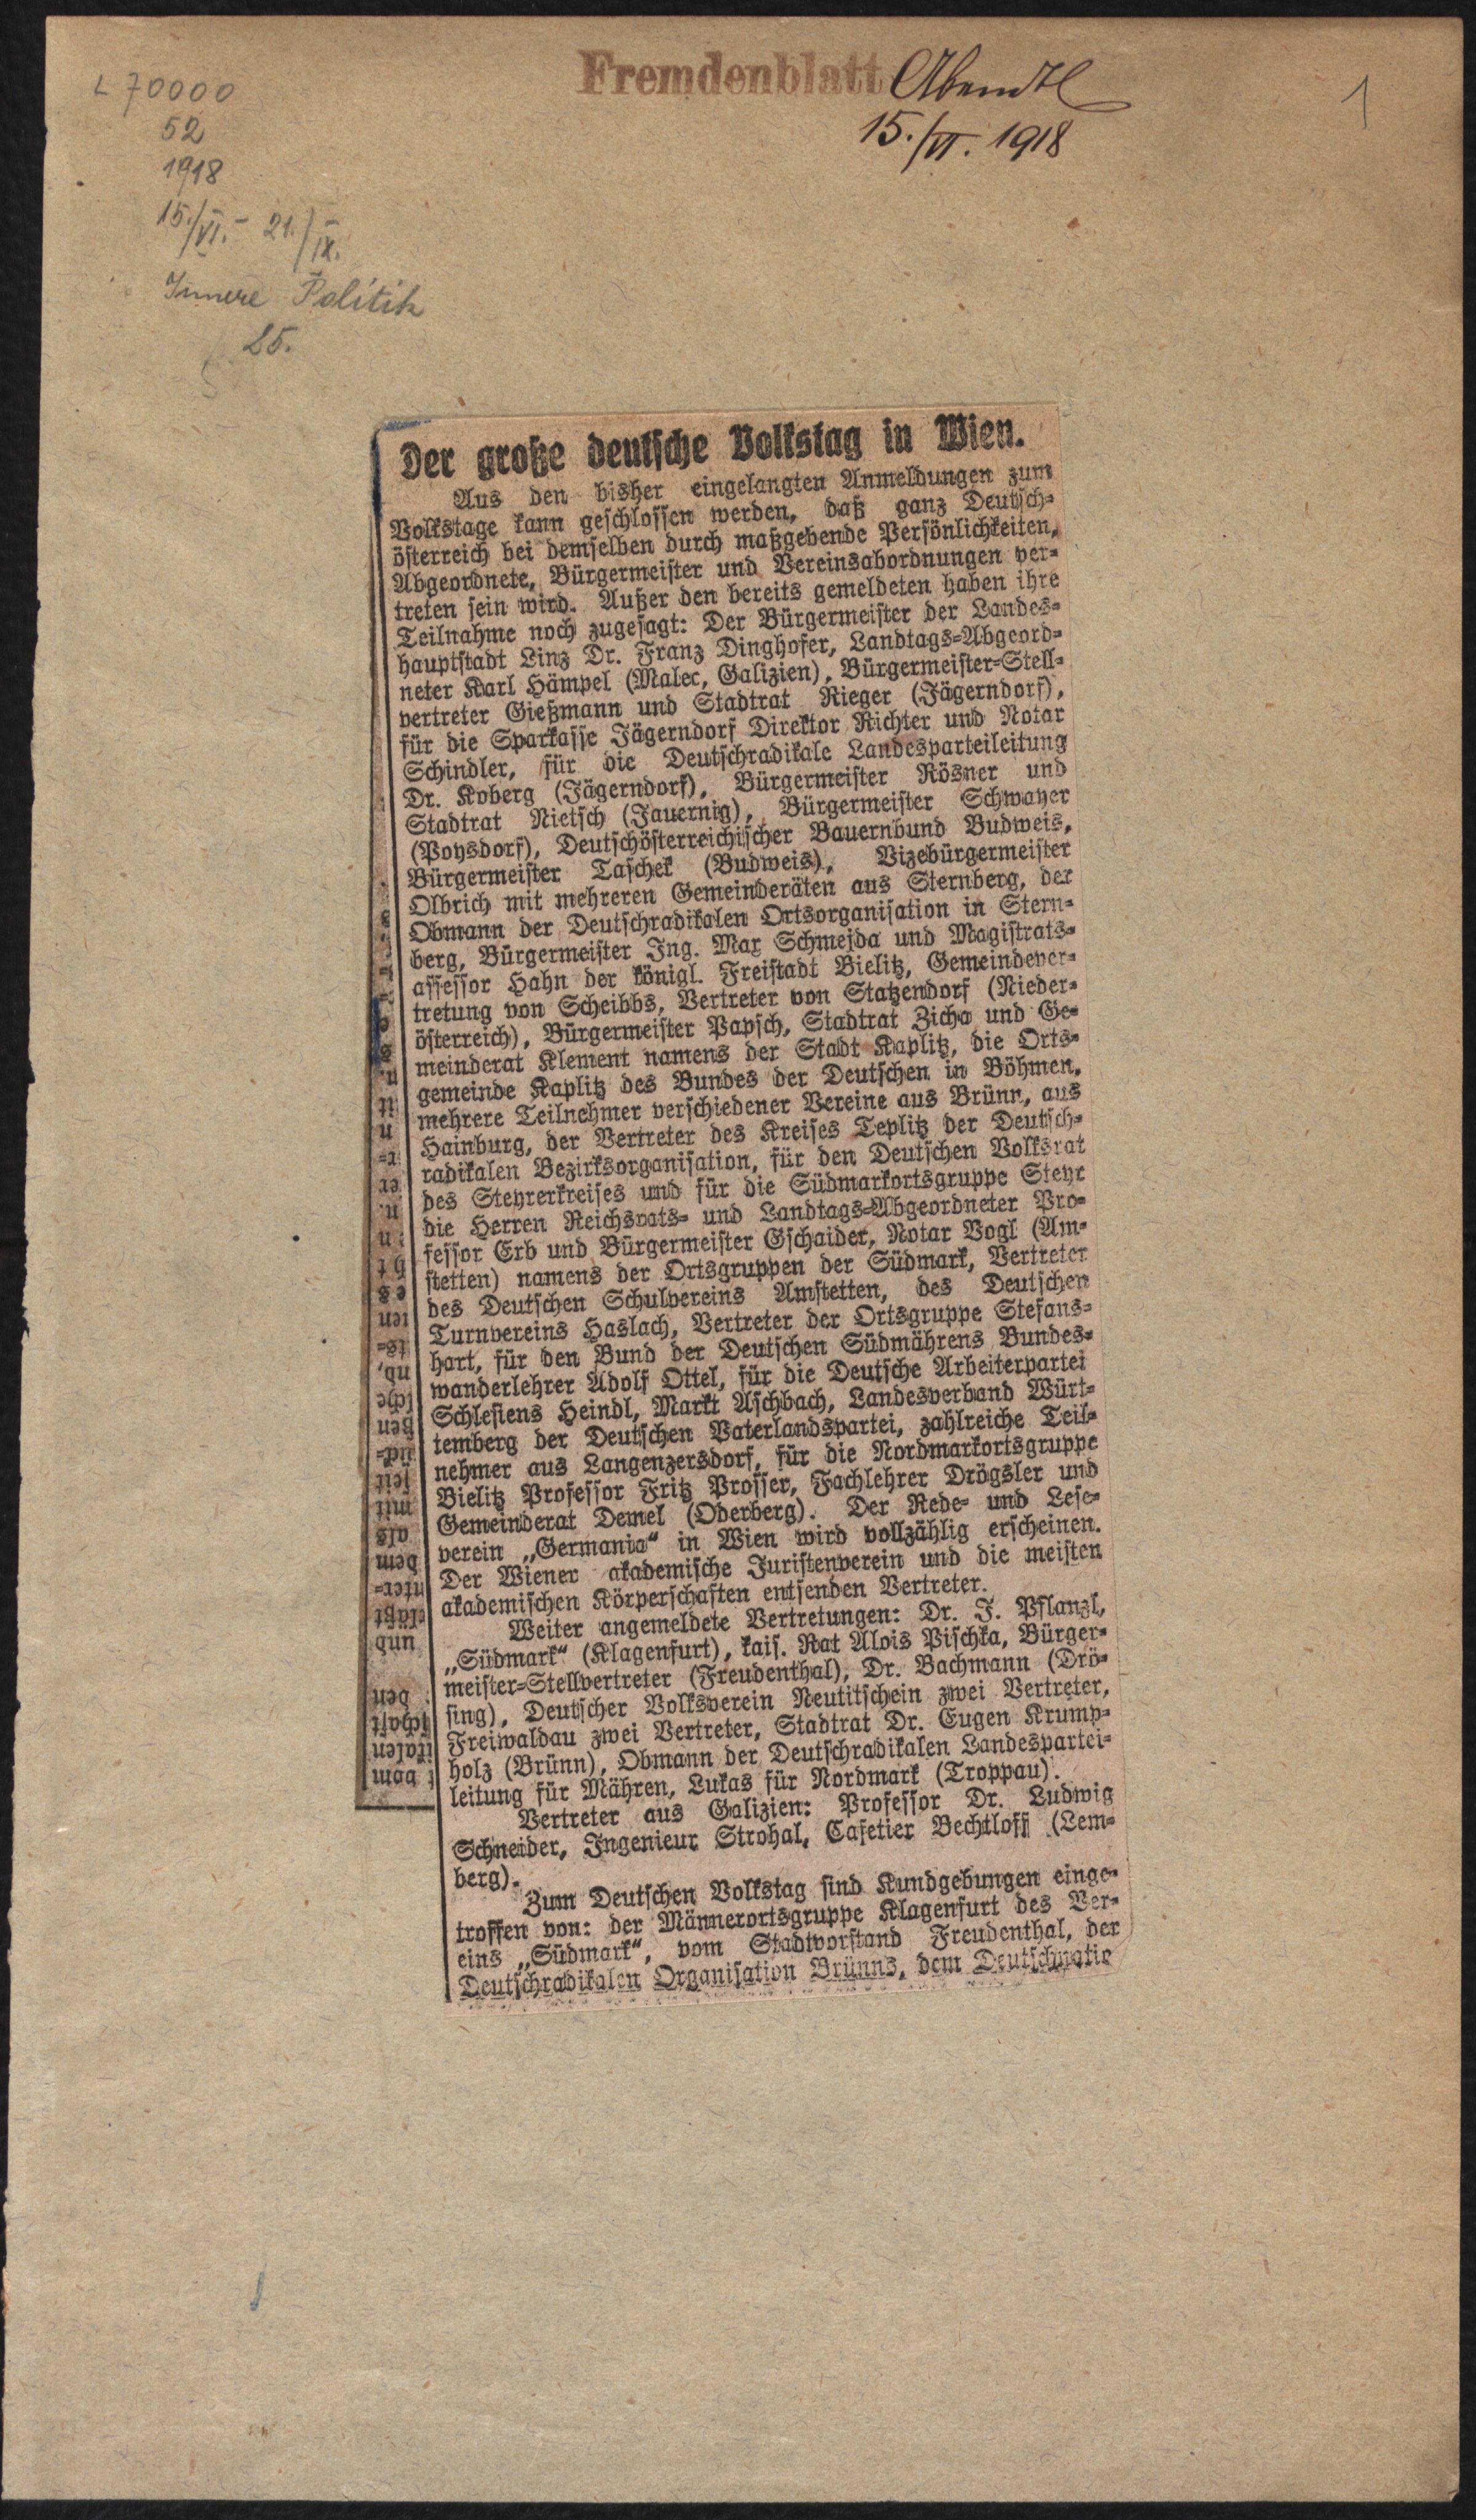 L 70000
52
1918
15./VI. - 21./IX.
Innere Politik
25.
Fremdenblatt Abendbl
15./VI. 1918
1
Der große deutsche Volkstag in Wien.
Aus den bisher eingelangten Anmeldungen zum
Volkstage kann geschlossen werden, daß ganz Deutsch-
österreich bei demselben durch maßgebende Persönlichkeiten,
Abgeordnete, Bürgermeister und Vereinsabordnungen ver-
treten sein wird. Außer den bereits gemeldeten haben ihre
Teilnahme noch zugesagt: Der Bürgermeister der Landes-
hauptstadt Linz Dr. Franz Dinghofer, Landtags-Abgeord-
neter Karl Hämpel (Malec, Galizien), Bürgermeister-Stell-
vertreter Gießmann und Stadtrat Rieger (Jägerndorf),
für die Sparkasse Jägerndorf Direktor Richter und Notar
Schindler, für die Deutschradikale Landesparteileitung
Dr. Koberg (Jägerndorf), Bürgermeister Rösner und
Stadtrat Nietsch (Jauernig), Bürgermeister Schwayer
(Poysdorf), Deutschösterreichischer Bauernbund Budweis,
Bürgermeister Taschek (Budweis), Vizebürgermeister
Olbrich mit mehreren Gemeinderäten aus Sternberg, der
Obmann der Deutschradikalen Ortsorganisation in Stern-
berg, Bürgermeister Ing. Max Schmejda und Magistrats-
assessor Hahn der königl. Freistadt Bielitz, Gemeindever-
tretung von Scheibbs, Vertreter von Statzendorf (Nieder-
österreich), Bürgermeister Papsch, Stadtrat Zicha und Ge-
meinderat Klement namens der Stadt Kaplitz, die Orts-
gemeinde Kaplitz des Bundes der Deutschen in Böhmen,
mehrere Teilnehmer verschiedener Vereine aus Brünn, aus
Hainburg, der Vertreter des Kreises Teplitz der Deutsch-
radikalen Bezirksorganisation, für den Deutschen Volksrat
des Steyrerkreises und für die Südmarkortsgruppe Steyr
die Herren Reichsrats- und Landtags-Abgeordneter Pro-
fessor Erb und Bürgermeister Gschaider, Notar Vogl (Am-
stetten) namens der Ortsgruppen der Südmark, Vertreter
des Deutschen Schulvereins Amstetten, des Deutschen
Turnvereins Haslach, Vertreter der Ortsgruppe Stefans-
hart, für den Bund der Deutschen Südmährens Bundes-
wanderlehrer Adolf Ottel, für die Deutsche Arbeiterpartei
Schlesiens Heindl, Markt Aschbach, Landesverband Würt-
temberg der Deutschen Vaterlandspartei, zahlreiche Teil-
nehmer aus Langenzersdorf, für die Nordmarkortsgruppe
Bielitz Professor Fritz Prosser, Fachlehrer Drögsler und
Gemeinderat Demel (Oderberg). Der Rede- und Lese-
verein „Germania“ in Wien wird vollzählig erscheinen.
Der Wiener akademische Juristenverein und die meisten
akademischen Körperschaften entsenden Vertreter.
Weiter angemeldete Vertretungen: Dr. J. Pflanzl,
„Südmark“ (Klagenfurt), kais. Rat Alois Pischka, Bürger-
meister-Stellvertreter (Freudenthal), Dr. Bachmann (Drö-
sing), Deutscher Volksverein Neutitschein zwei Vertreter,
Freiwaldau zwei Vertreter, Stadtrat Dr. Eugen Krump-
holz (Brünn), Obmann der Deutschradikalen Landespartei-
leitung für Mähren, Lukas für Nordmark (Troppau).
Vertreter aus Galizien: Professor Dr. Ludwig
Schneider, Ingenieur Strohal, Cafetier Bechtloff (Lem-
berg).
Zum Deutschen Volkstag sind Kundgebungen einge-
troffen von: der Männerortsgruppe Klagenfurt des Ver-
eins „Südmark“, vom Stadtvorstand Freudenthal, der
Deutschradikalen Organisation Brünns, dem Deutschnatio